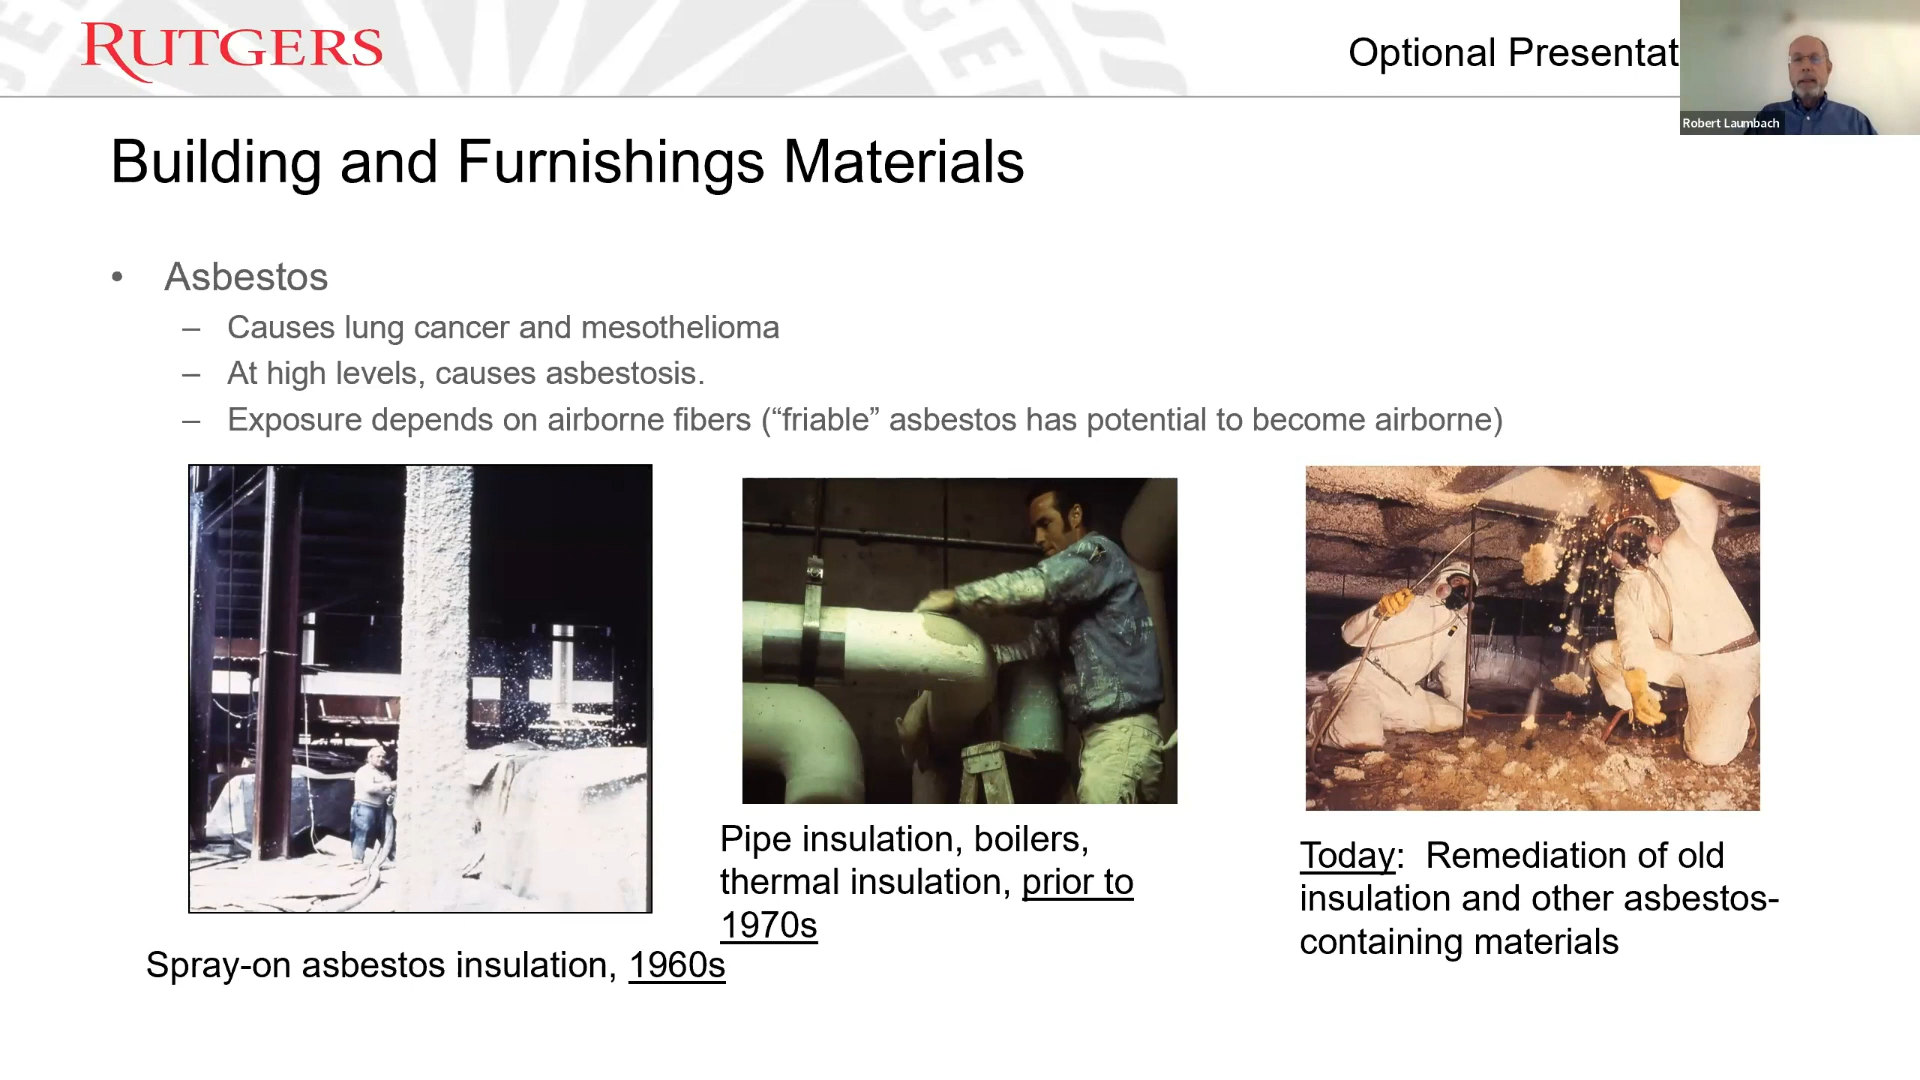 RUTGERS
Optional Presentat
Robert Laumbach
Building and Furnishings Materials
• Asbestos
– Causes lung cancer and mesothelioma
– At high levels, causes asbestosis.
– Exposure depends on airborne fibers (“friable” asbestos has potential to become airborne)
Spray-on asbestos insulation, 1960s
Pipe insulation, boilers,
thermal insulation, prior to
1970s
Today: Remediation of old
insulation and other asbestos-
containing materials